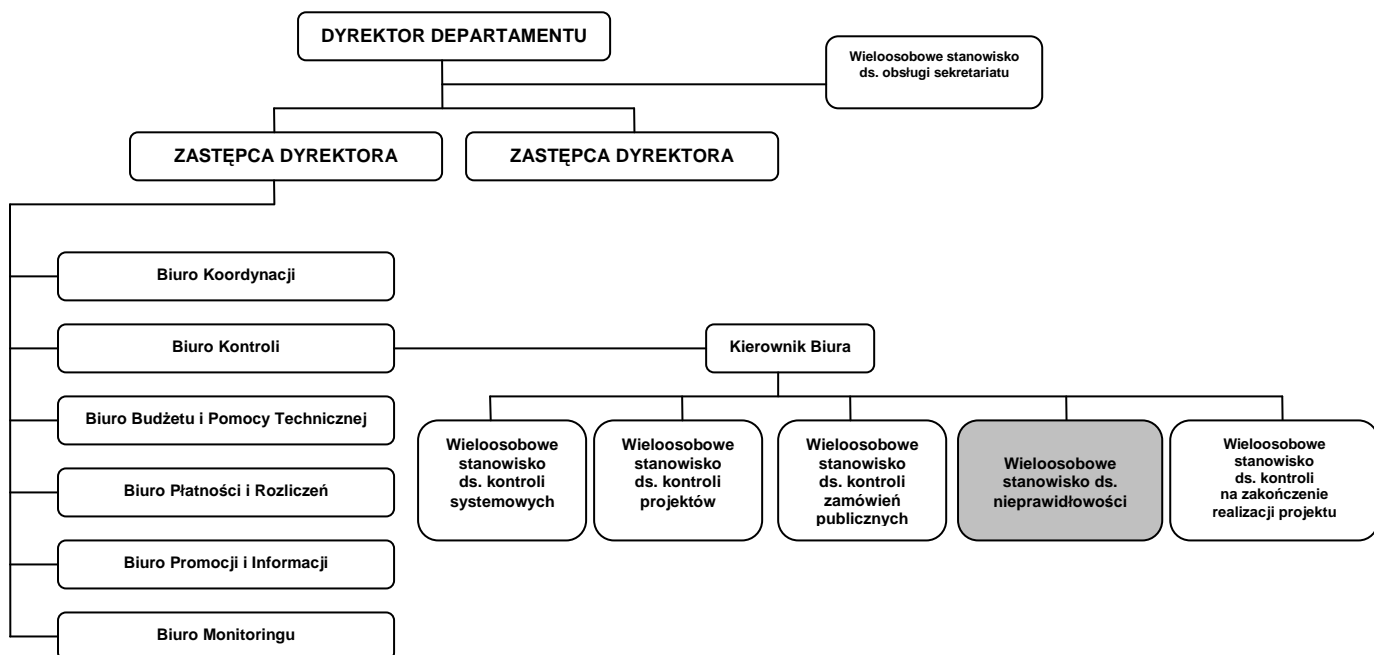 DYREKTOR DEPARTAMENTU
Wieloosobowe stanowisko
ds. obsługi sekretariatu
ZASTĘPCA DYREKTORA
ZASTĘPCA DYREKTORA
Biuro Koordynacji
Biuro Kontroli
Kierownik Biura
Biuro Budżetu i Pomocy Technicznej
Biuro Płatności i Rozliczeń
Biuro Promocji i Informacji
Biuro Monitoringu
Wieloosobowe
stanowisko
ds. kontroli
systemowych
Wieloosobowe
stanowisko
ds. kontroli
projektów
Wieloosobowe
stanowisko
ds. kontroli
zamówień
publicznych
Wieloosobowe
stanowisko ds.
nieprawidłowości
Wieloosobowe
stanowisko
ds. kontroli
na zakończenie
realizacji projektu